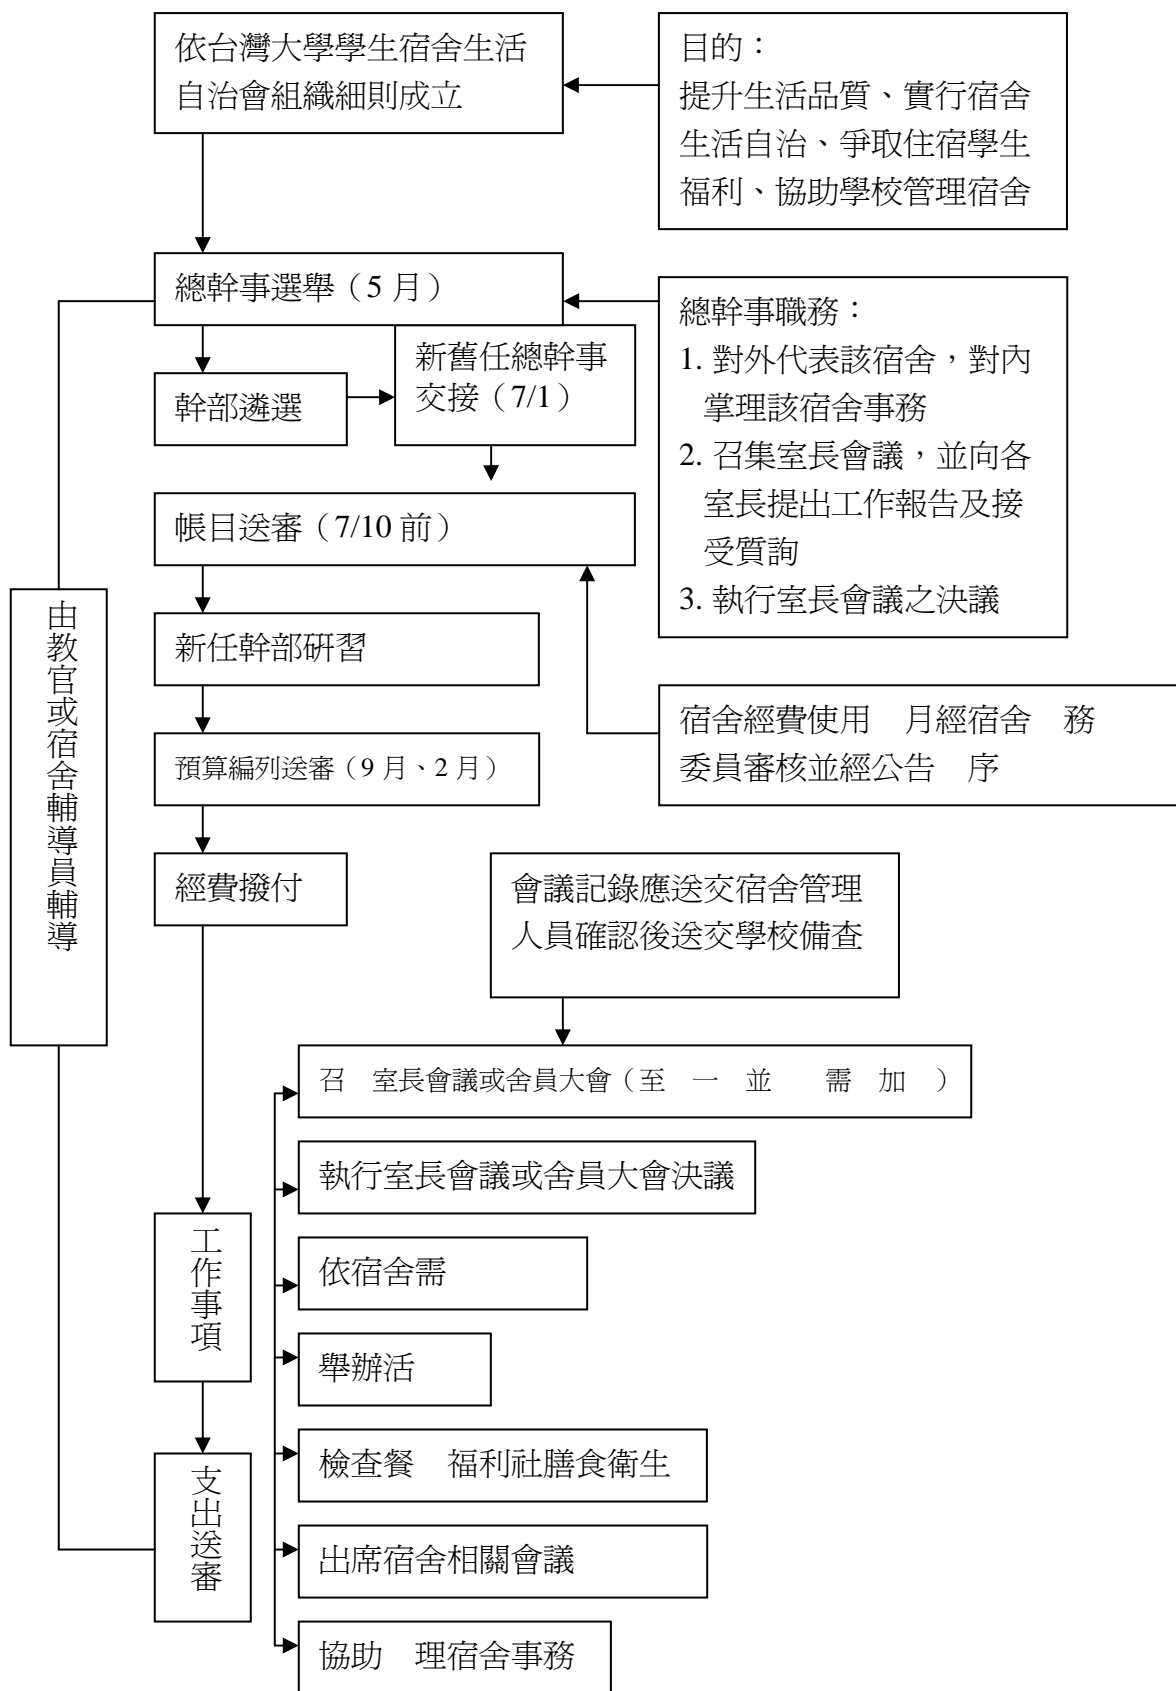 依台灣大學學生宿舍生活
自治會組織細則成立
目的：
提升生活品質、實行宿舍
生活自治、爭取住宿學生
福利、協助學校管理宿舍
總幹事選舉（5 月）
總幹事職務：
1. 對外代表該宿舍，對內
掌理該宿舍事務
2. 召集室長會議，並向各
室長提出工作報告及接
受質詢
3. 執行室長會議之決議
幹部遴選
新舊任總幹事
交接（7/1）
帳目送審（7/10 前）
新任幹部研習
宿舍經費使用　月經宿舍　務
委員審核並經公告　序
預算編列送審（9 月、2 月）
經費撥付
由教官或宿舍輔導員輔導
會議記錄應送交宿舍管理
人員確認後送交學校備查
召　室長會議或舍員大會（至　一　並　　需　加　）
執行室長會議或舍員大會決議
工作事項
依宿舍需
舉辦活
檢查餐　福利社膳食衛生
支出送審
出席宿舍相關會議
協助　理宿舍事務